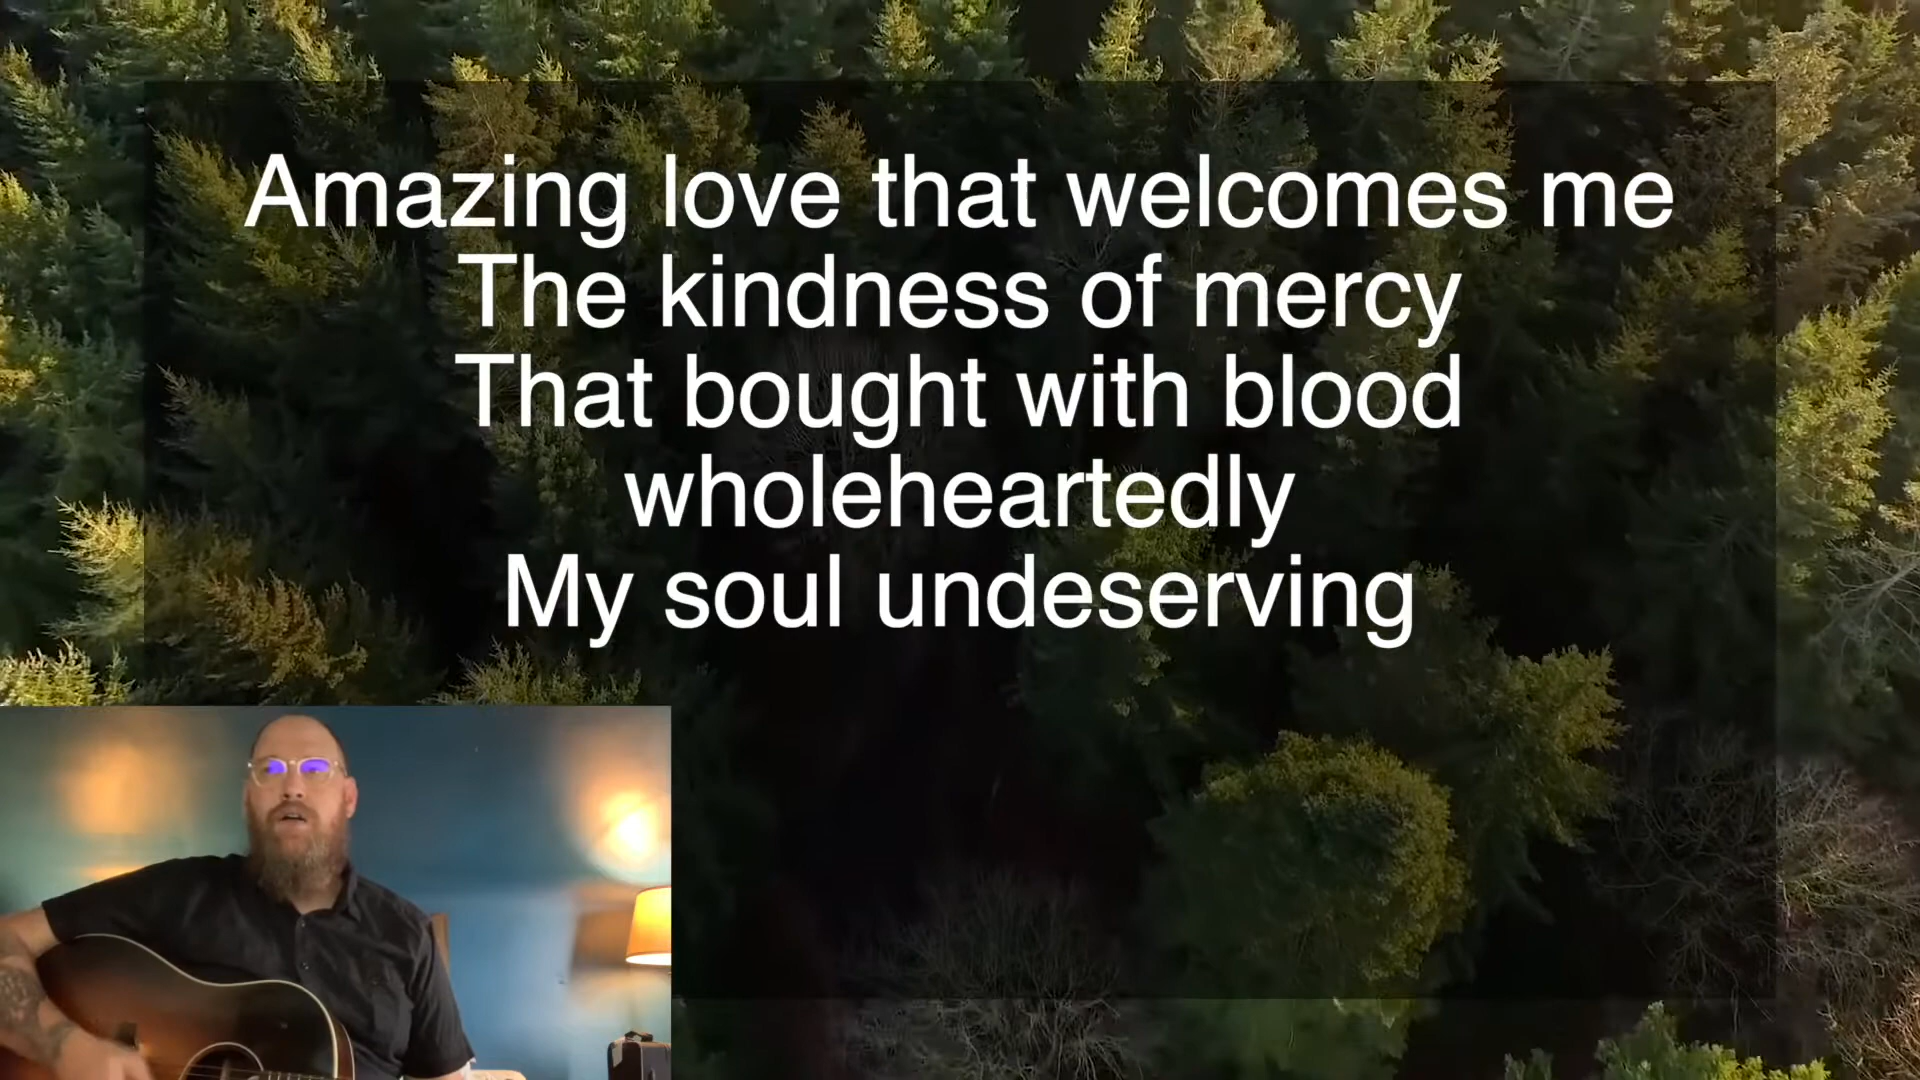 Amazing love that welcomes me
The kindness of mercy
That bought with blood
wholeheartedly
My soul undeserving